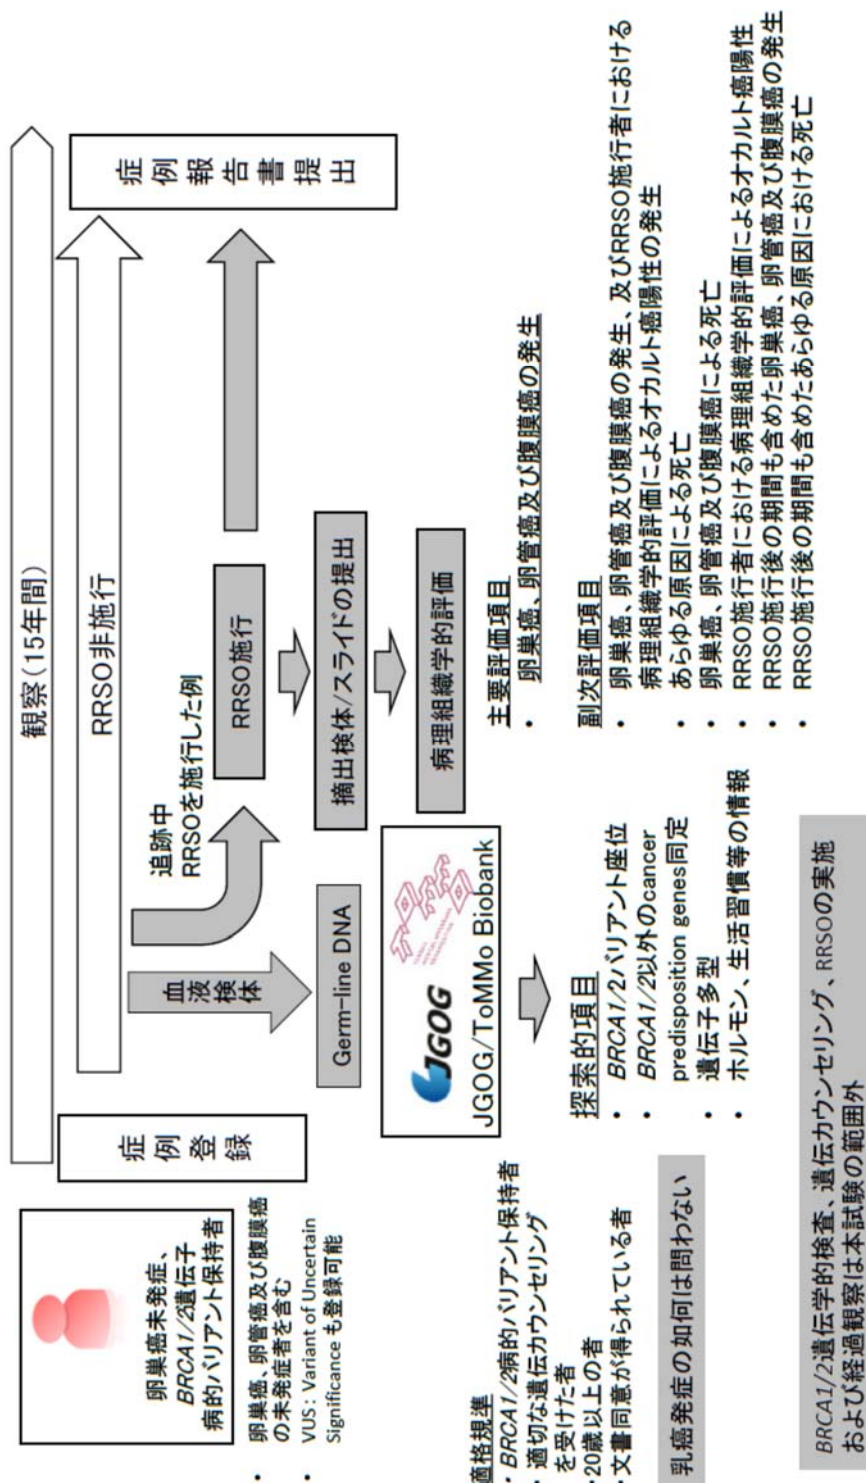 観察(15年間)
卵巣癌未発症、
BRCA1/2遺伝子
病的バリアント保持者
・ 卵巣癌、卵管癌及び腹膜癌
の未発症者を含む
・ VUS: Variant of Uncertain
Significance も登録可能
症例登録
RRSO非施行
症例報告書提出
追跡中
RRSOを施行した例
血液検体
RRSO施行
Germ-line DNA
摘出検体/スライドの提出
病理組織学的評価
JGOG
JGOG/ToMMo Biobank
適格規準
・BRCA1/2病的バリアント保持者
・適切な遺伝カウンセリング
を受けた者
・20歳以上の者
・文書同意が得られている者
乳癌発症の如何は問わない
探索的項目
・ BRCA1/2バリアント座位
・ BRCA1/2以外のcancer
predisposition genes同定
・ 遺伝子多型
・ ホルモン、生活習慣等の情報
主要評価項目
・ 卵巣癌、卵管癌及び腹膜癌の発生
副次評価項目
・ 卵巣癌、卵管癌及び腹膜癌の発生、及びRRSO施行者における
病理組織学的評価によるオカルト癌陽性の発生
・ あらゆる原因による死亡
・ 卵巣癌、卵管癌及び腹膜癌による死亡
・ RRSO施行者における病理組織学的評価によるオカルト癌陽性
・ RRSO施行後の期間も含めた卵巣癌、卵管癌及び腹膜癌の発生
・ RRSO施行後の期間も含めたあらゆる原因における死亡
BRCA1/2遺伝学的検査、遺伝カウンセリング、RRSOの実施
および経過観察は本試験の範囲外